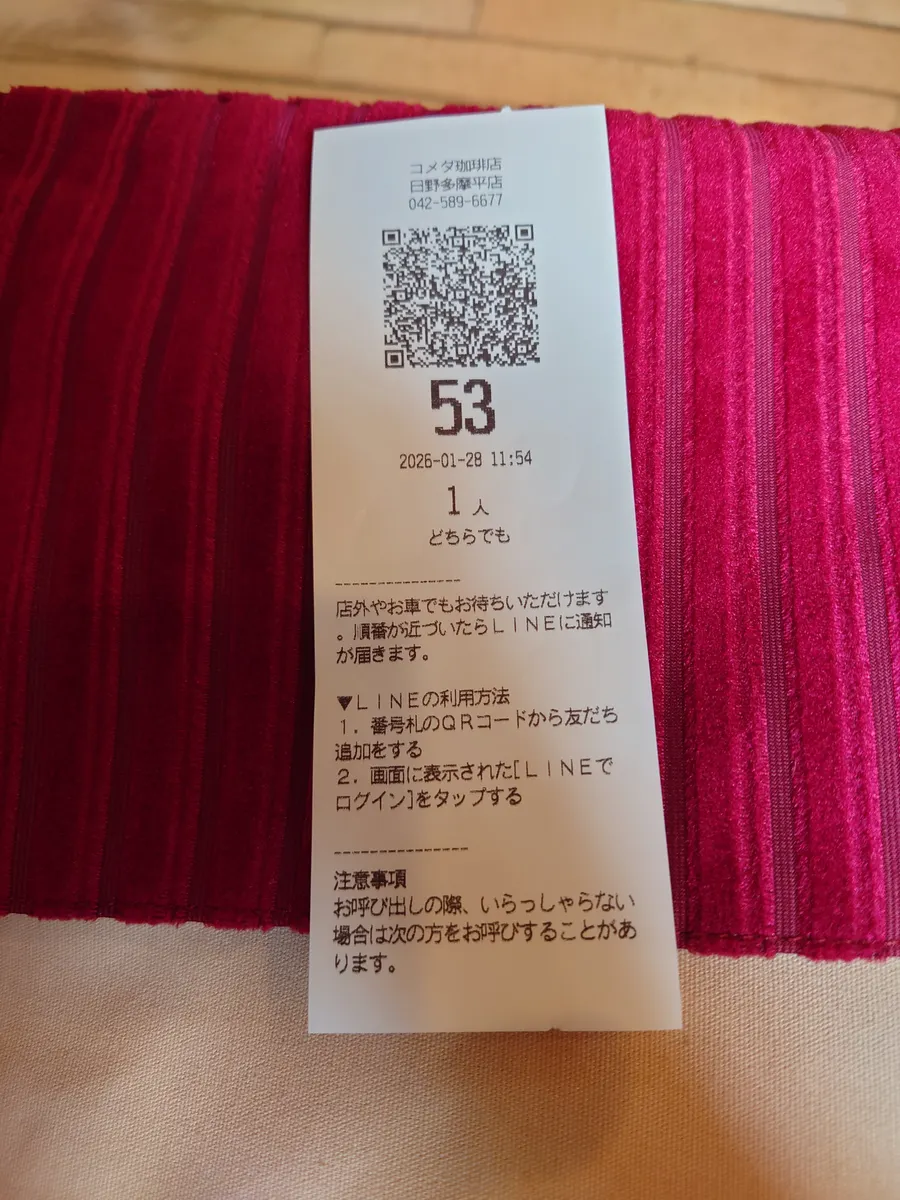 コメダ珈琲店
日野多摩平店
042-589-6677
53
2026-01-28 11:54
1人
どちらでも
---------------
店外やお車でもお待ちいただけます
。順番が近づいたらLINEに通知
が届きます。
▼LINEの利用方法
1．番号札のQRコードから友だち
追加をする
2．画面に表示された[LINEで
ログイン]をタップする
---------------
注意事項
お呼び出しの際、いらっしゃらない
場合は次の方をお呼びすることがあ
ります。